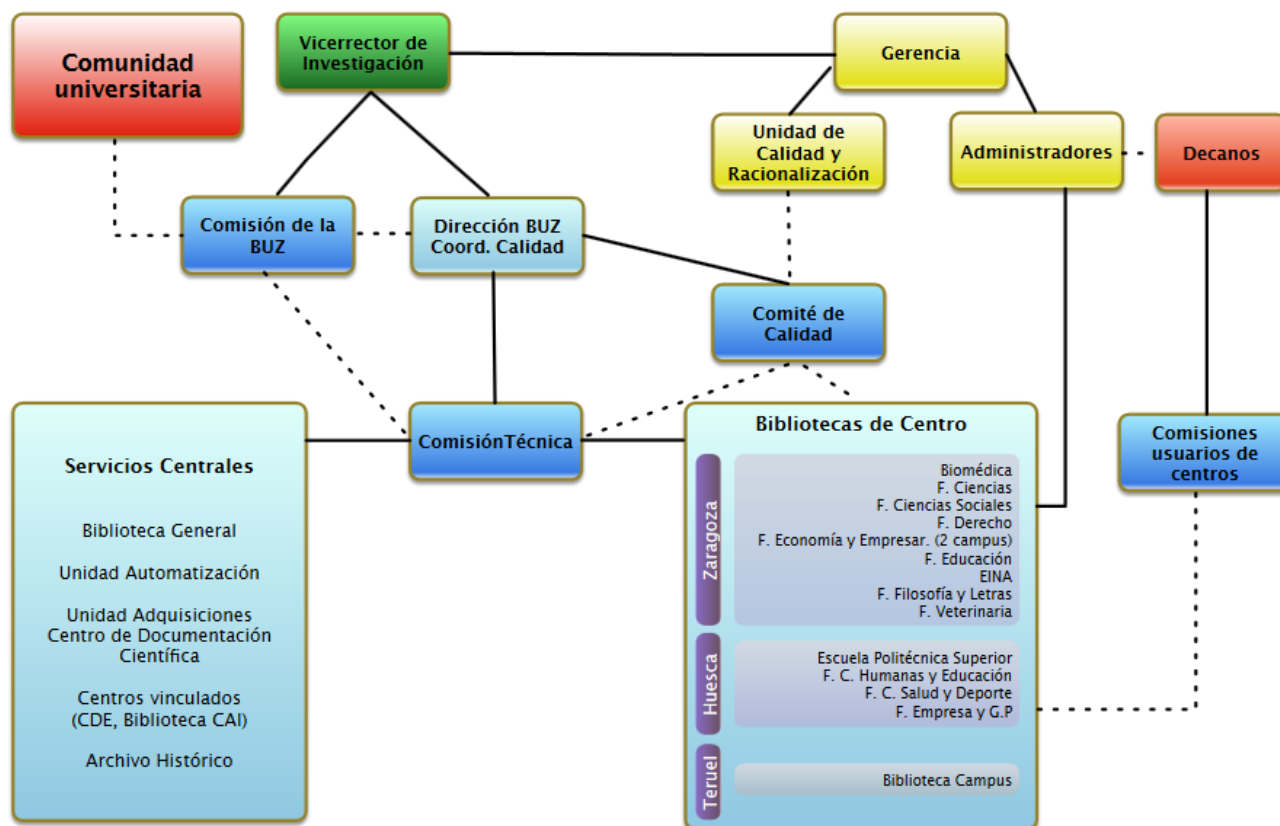 Comunidad
universitaria
Vicerrector de
Investigación
Gerencia
Unidad de
Calidad y
Racionalización
Administradores
Decanos
Comisión de la
BUZ
Dirección BUZ
Coord. Calidad
Comité de
Calidad
Servicios Centrales
Biblioteca General
Unidad Automatización
Unidad Adquisiciones
Centro de Documentación
Científica
Centros vinculados
(CDE, Biblioteca CAI)
Archivo Histórico
ComisiónTécnica
Bibliotecas de Centro
Zaragoza
Biomédica
F. Ciencias
F. Ciencias Sociales
F. Derecho
F. Economía y Empresar. (2 campus)
F. Educación
EINA
F. Filosofía y Letras
F. Veterinaria
Huesca
Escuela Politécnica Superior
F. C. Humanas y Educación
F. C. Salud y Deporte
F. Empresa y G.P
Teruel
Biblioteca Campus
Comisiones
usuarios de
centros